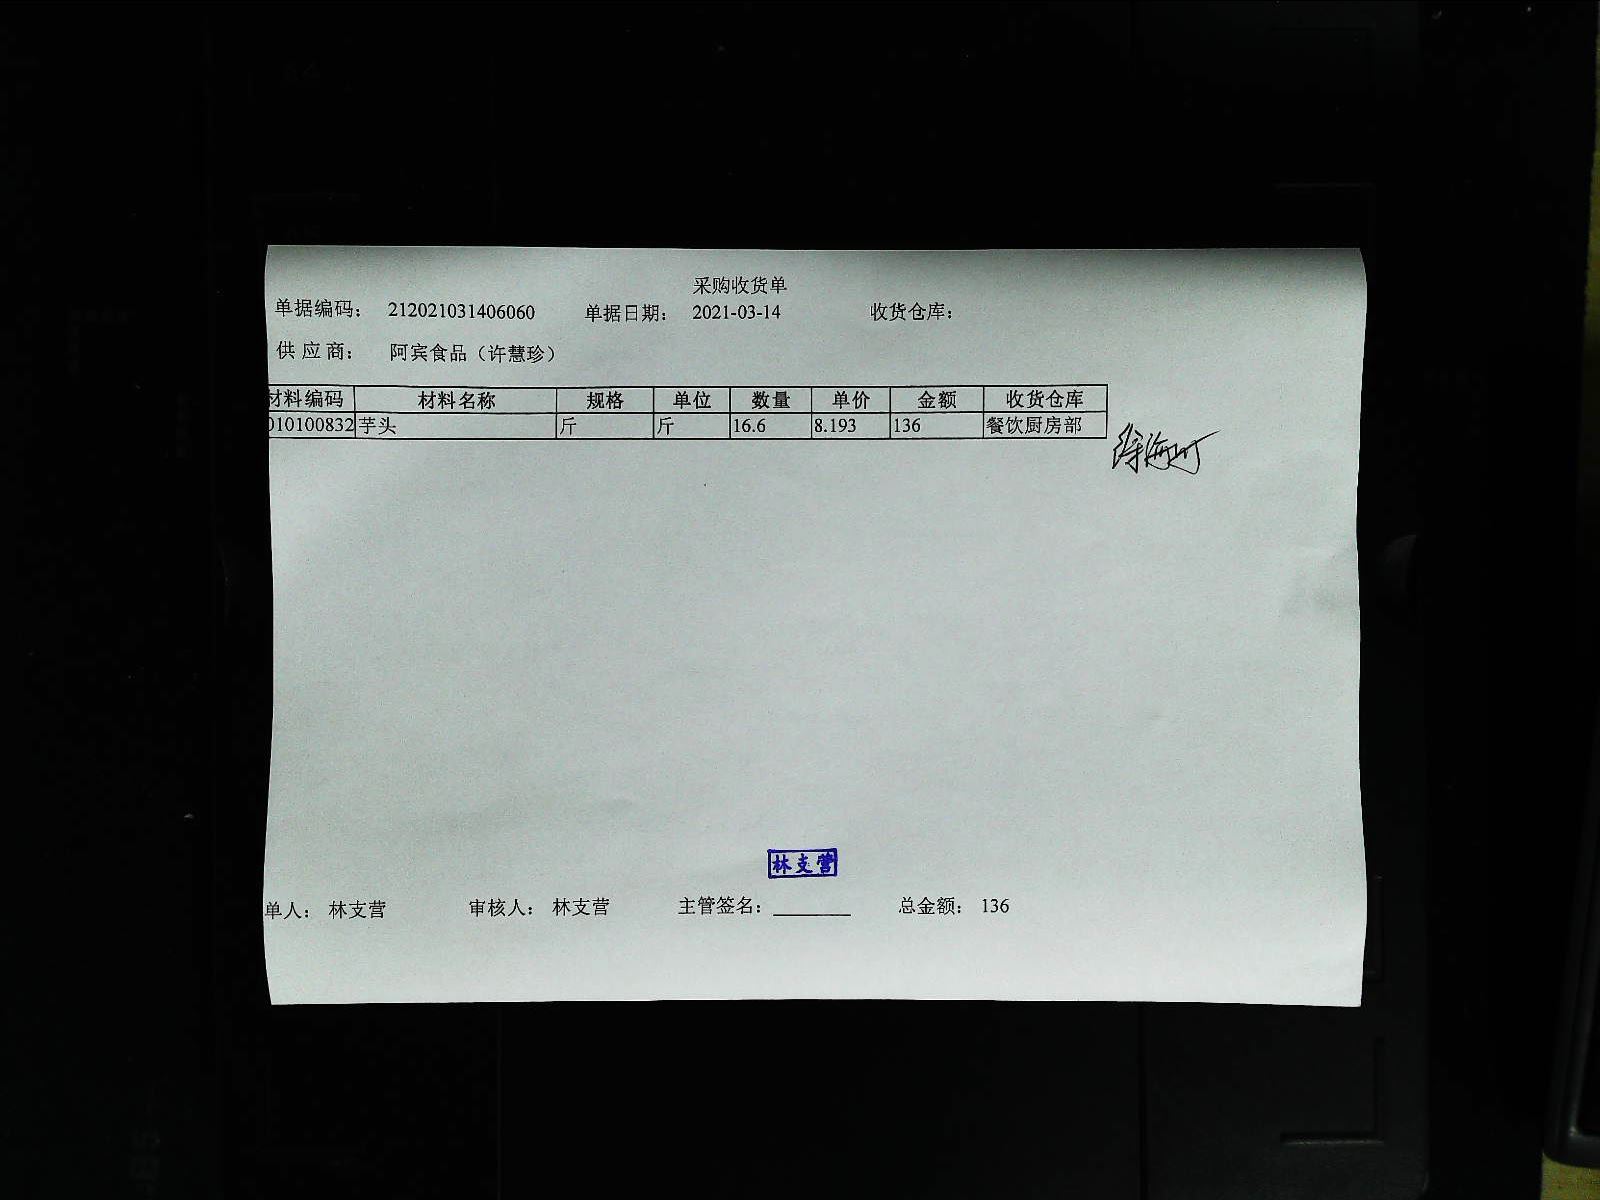 采购收货单
单据编码： 212021031406060 单据日期： 2021-03-14 收货仓库：
供应商： 阿宾食品（许慧珍）
材料编码 材料名称 规格 单位 数量 单价 金额 收货仓库
010100832 芋头 斤 斤 16.6 8.193 136 餐饮厨房部
林支营
单人： 林支营 审核人： 林支营 主管签名： 总金额： 136